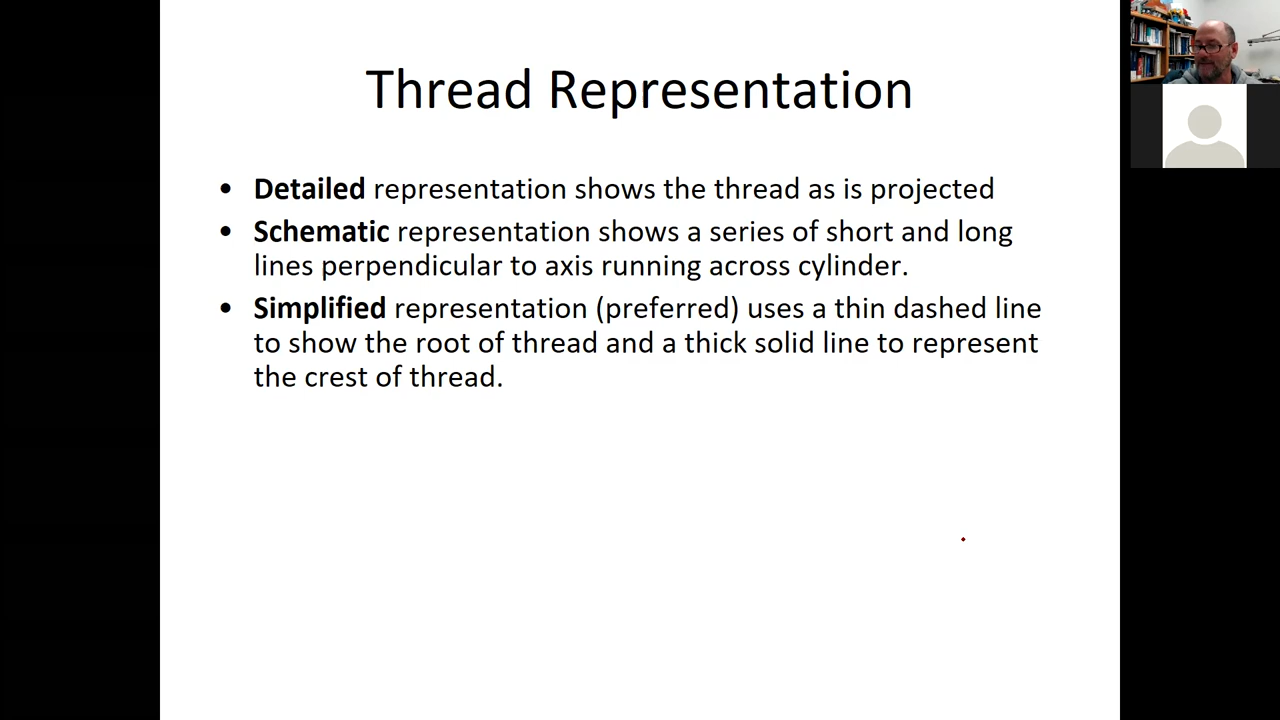 Thread Representation
• Detailed representation shows the thread as is projected
• Schematic representation shows a series of short and long
lines perpendicular to axis running across cylinder.
• Simplified representation (preferred) uses a thin dashed line
to show the root of thread and a thick solid line to represent
the crest of thread.